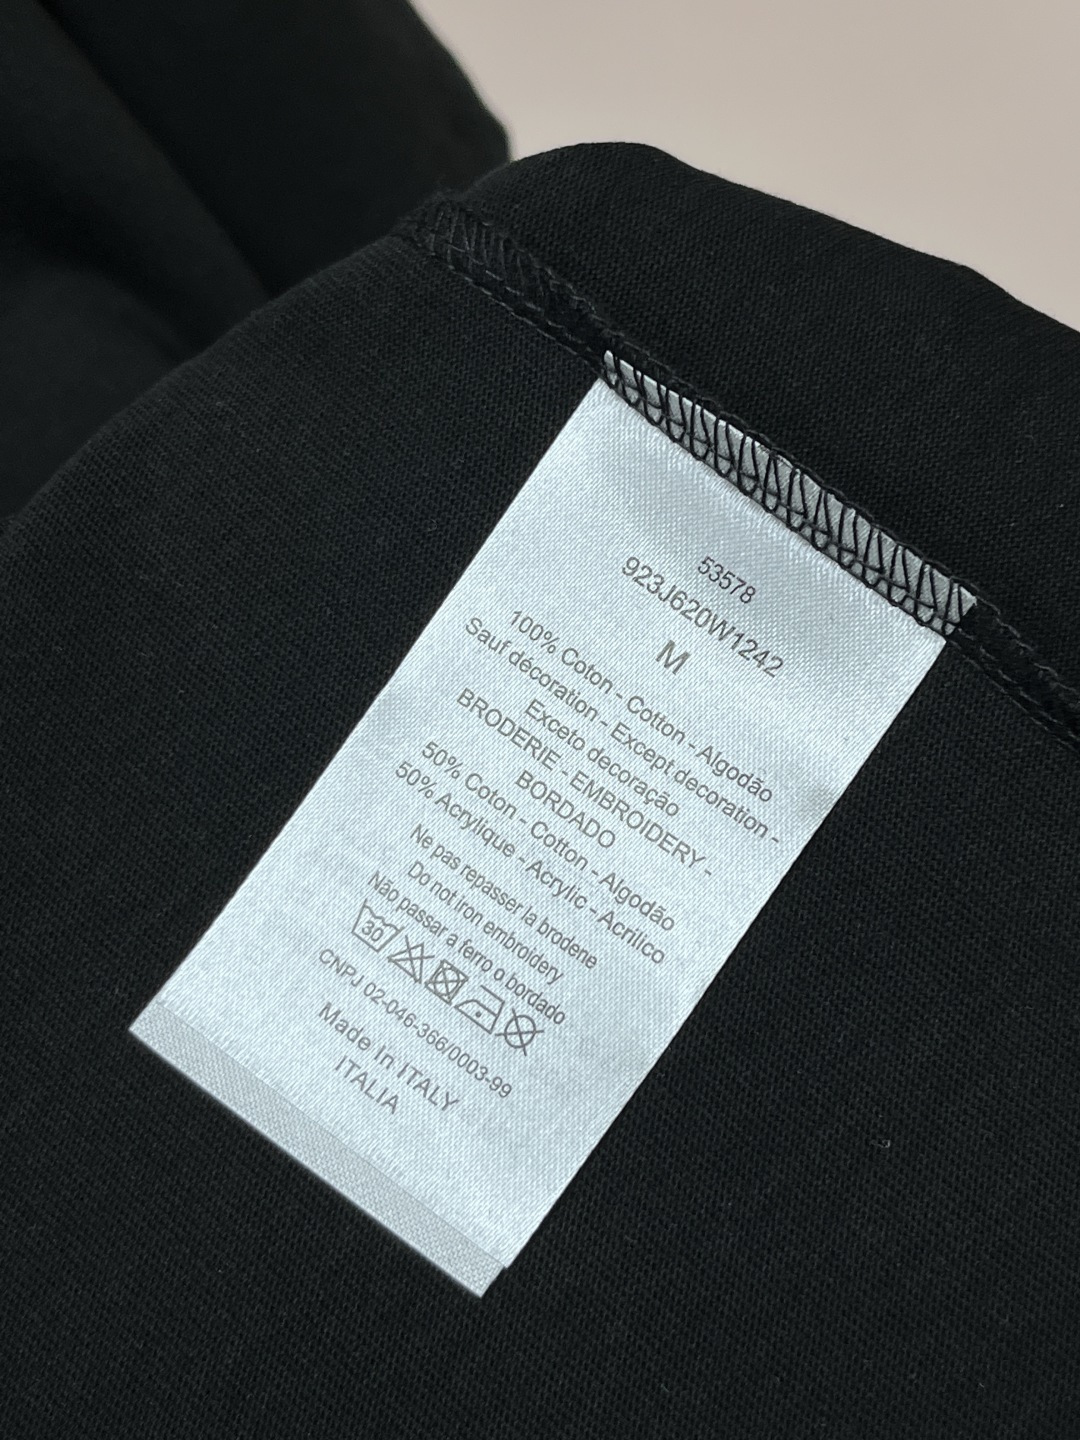 53578
923J620W1242
M
100% Coton - Cotton - Algodão
Sauf décoration - Except decoration -
Exceto decoração
BRODERIE - EMBROIDERY -
BORDADO
50% Coton - Cotton - Algodão
50% Acrylique - Acrylic - Acrilico
Ne pas repasser la brodene
Do not iron embroidery
Não passar a ferro o bordado
30
CNPJ 02-046-366/0003-99
Made In ITALY
ITALIA